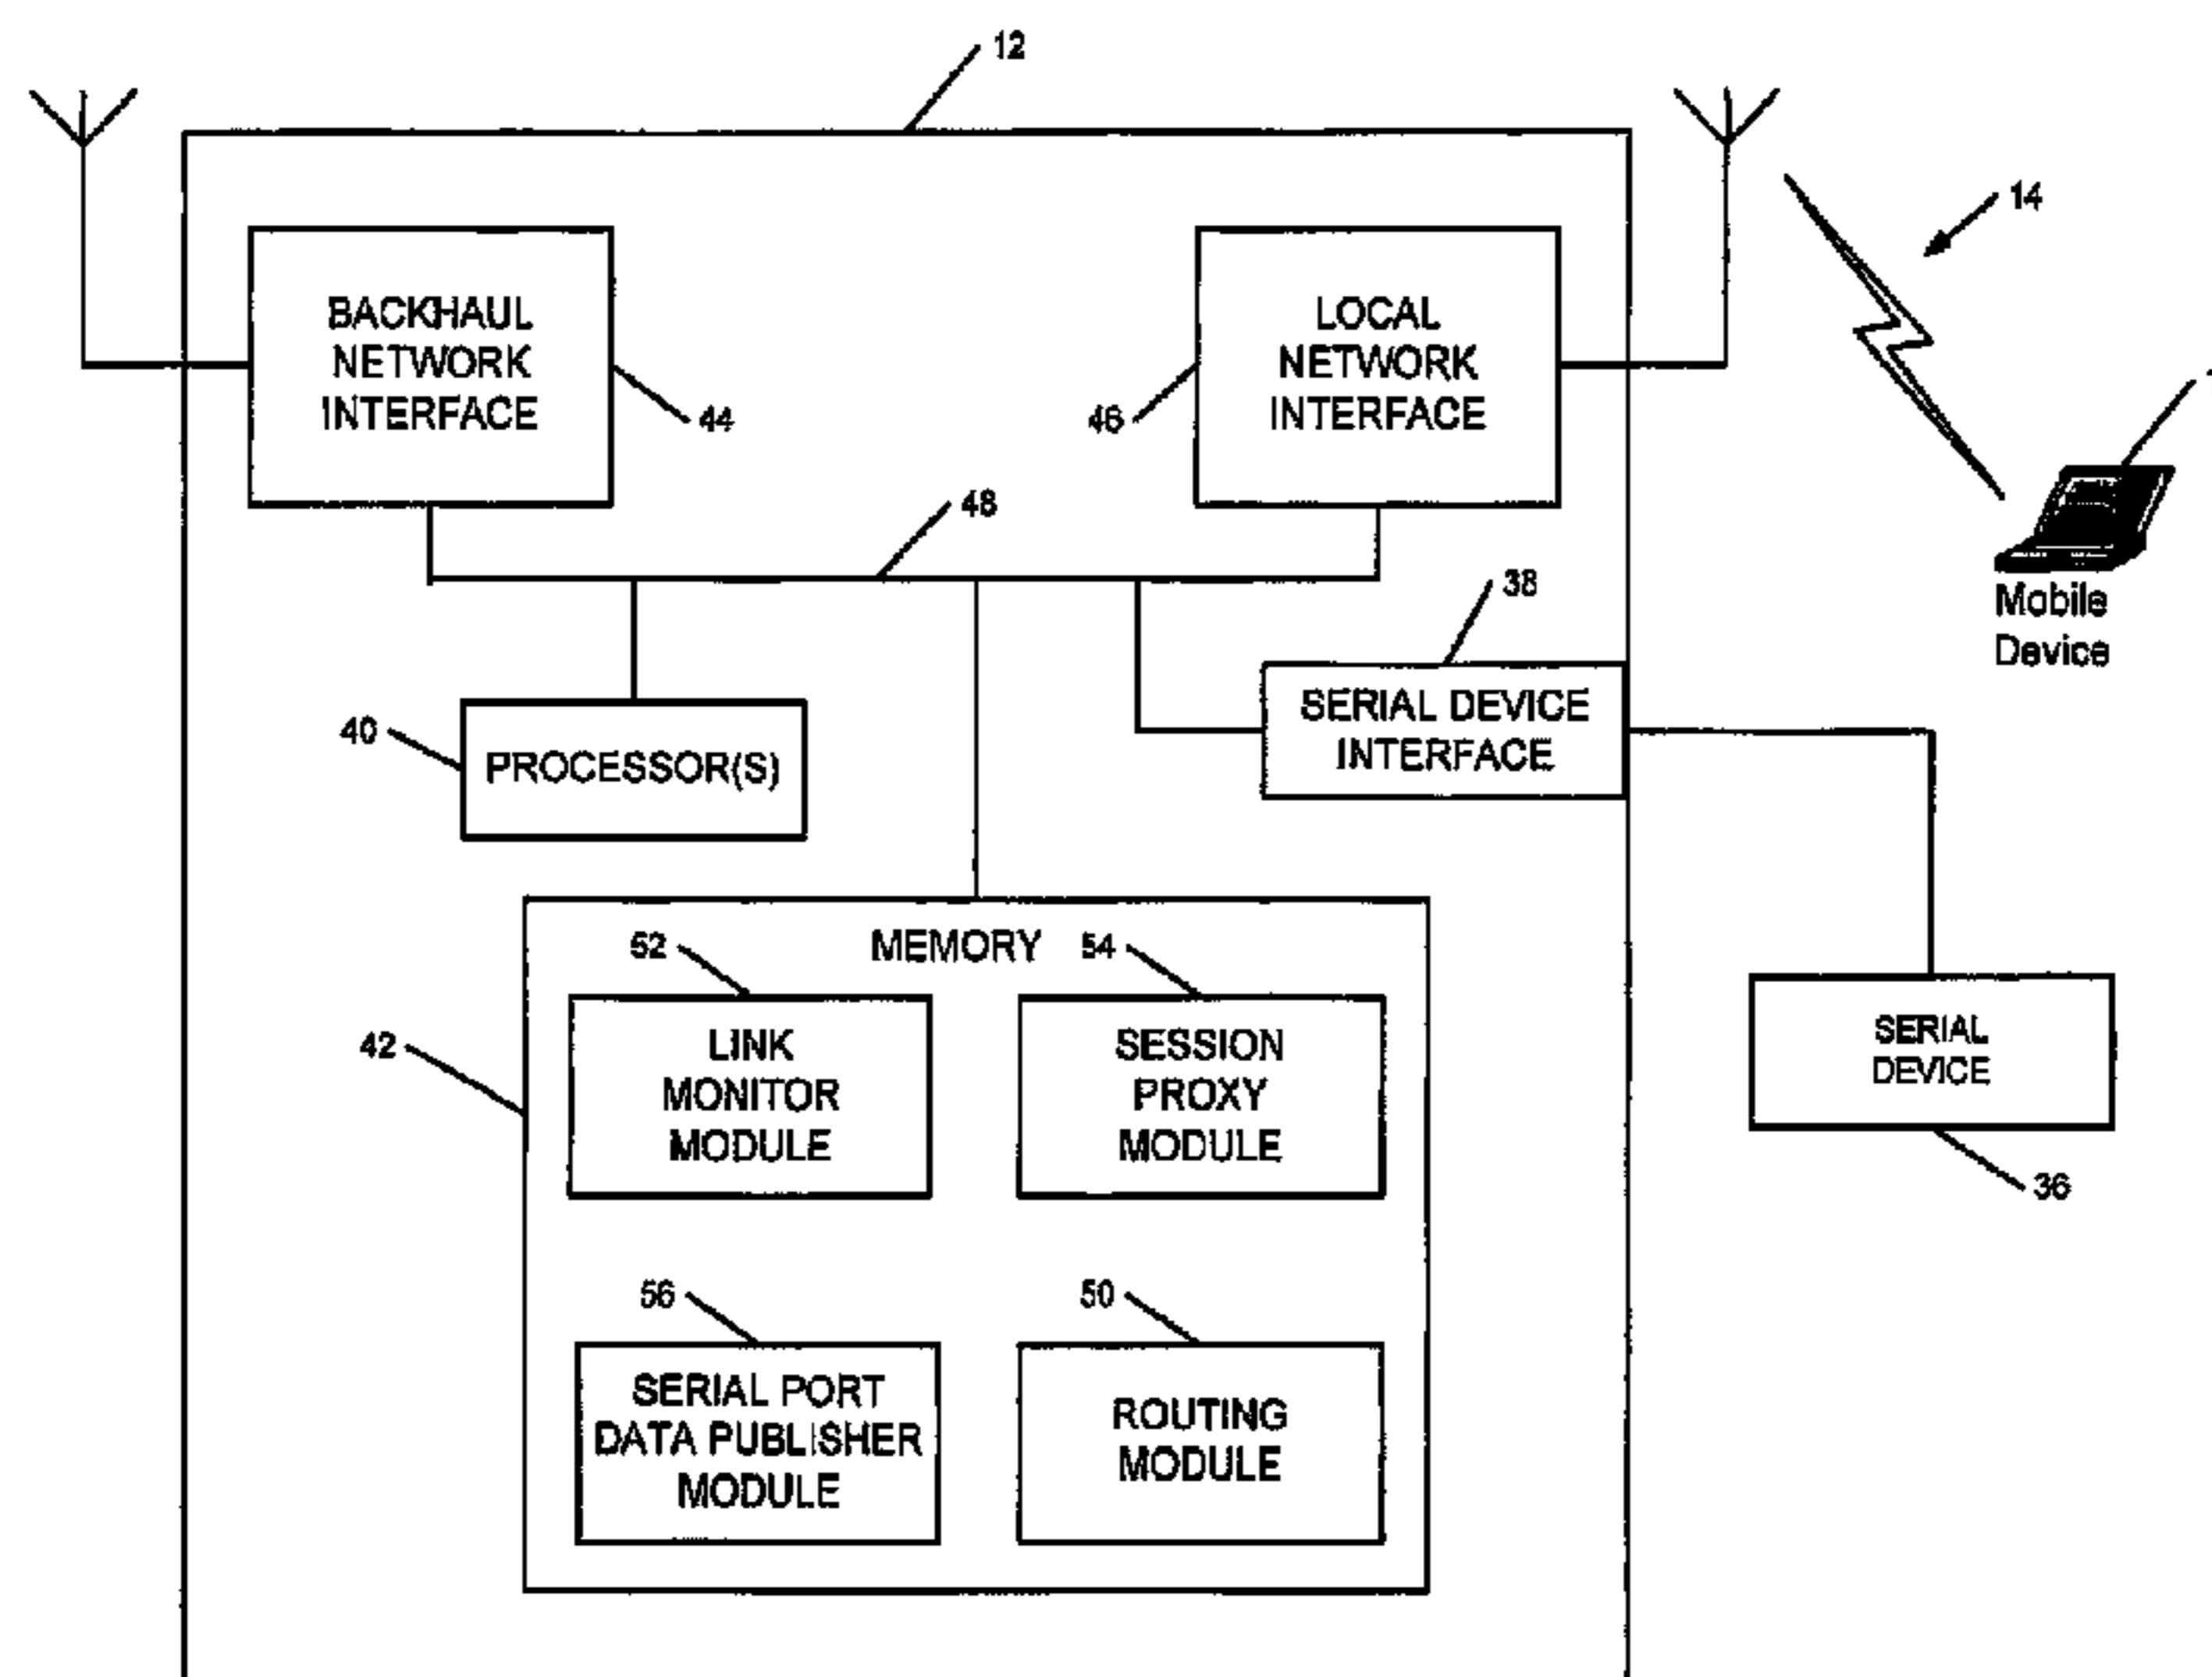 12
14
BACKHAUL
NETWORK
INTERFACE
44
LOCAL
NETWORK
INTERFACE
46
48
Mobile
Device
38
SERIAL DEVICE
INTERFACE
40
PROCESSOR(S)
MEMORY
52
54
42
LINK
MONITOR
MODULE
SESSION
PROXY
MODULE
SERIAL
DEVICE
36
56
50
SERIAL PORT
DATA PUBLISHER
MODULE
ROUTING
MODULE